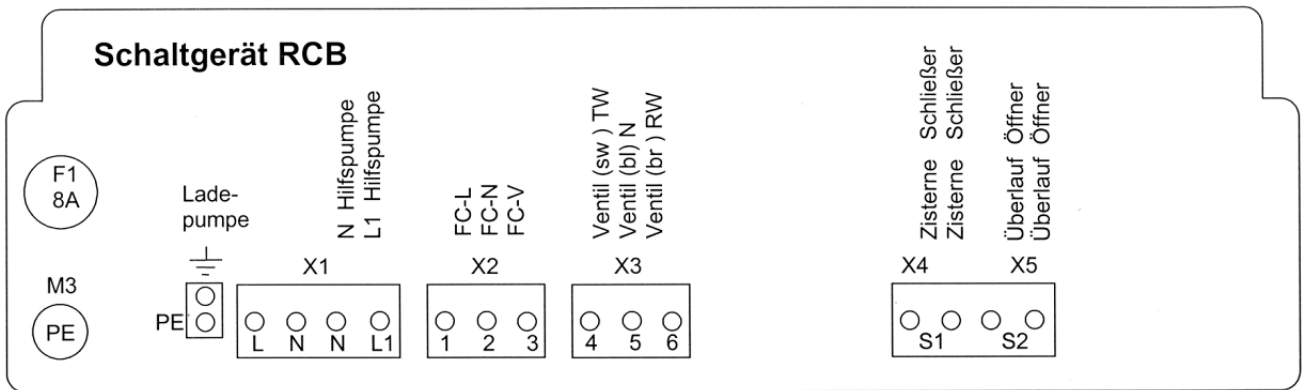 Schaltgerät RCB
F1
8A
Lade-
pumpe
N Hilfspumpe
L1 Hilfspumpe
FC-L
FC-N
FC-V
Ventil (sw ) TW
Ventil (bl) N
Ventil (br ) RW
Zisterne Schließer
Zisterne Schließer
Überlauf Öffner
Überlauf Öffner
X1
X2
X3
X4
X5
M3
PE
PE
L N N L1
1 2 3
4 5 6
S1 S2